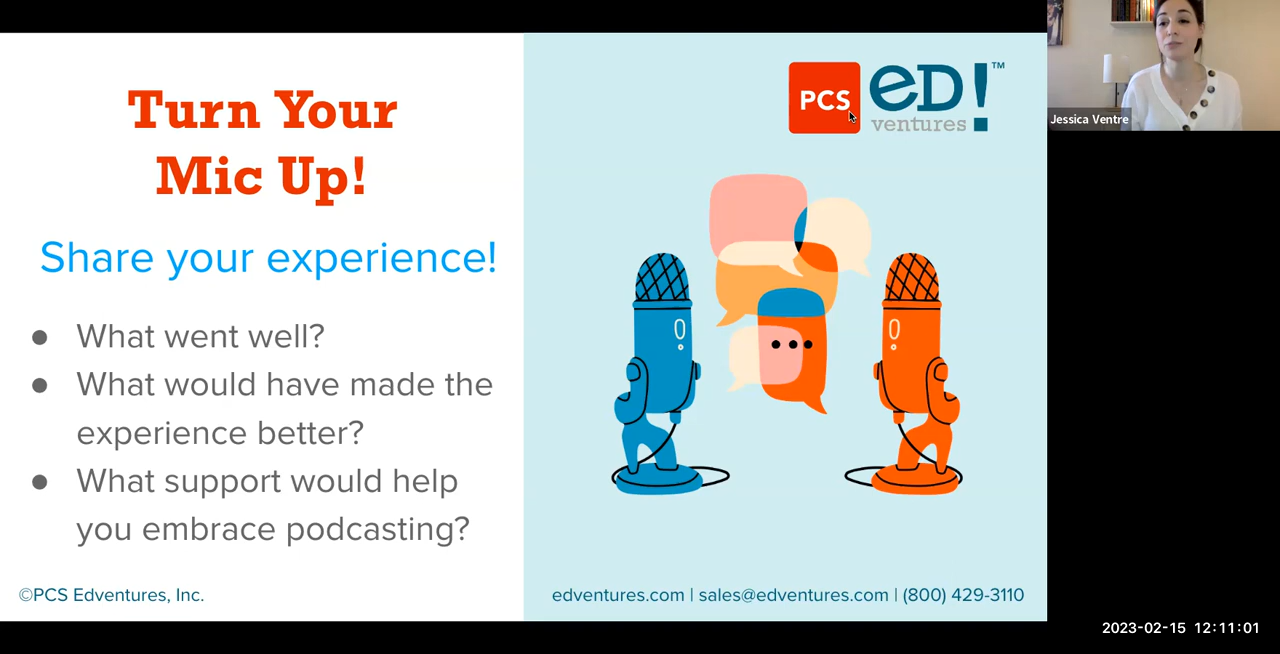 Turn Your
Mic Up!
Share your experience!
● What went well?
● What would have made the
experience better?
● What support would help
you embrace podcasting?
©PCS Edventures, Inc.
PCS
eD!™
ventures
edventures.com | sales@edventures.com | (800) 429-3110
Jessica Ventre
2023-02-15 12:11:01